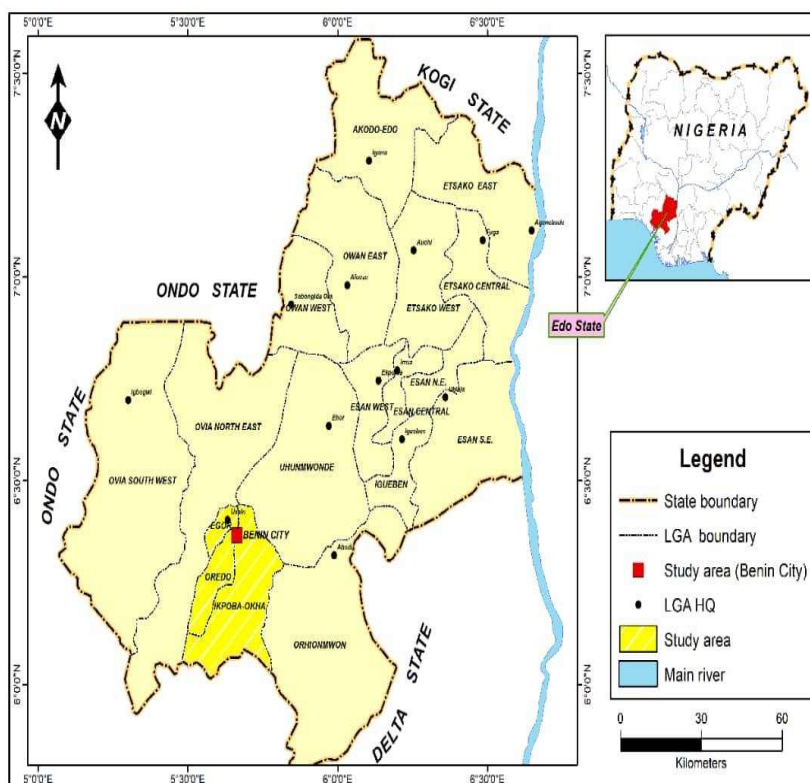 5°0'0"E 5°30'0"E 6°0'0"E 6°30'0"E
7°30'0"N
7°0'0"N
6°30'0"N
6°0'0"N
N
KOGI STATE
AKODO-EDO
Igarra
ETSAKO EAST
Agenebode
Fugar
Auchi
OWAN EAST
Afuze
ETSAKO CENTRAL
ONDO STATE
Sabongida Ora
OWAN WEST
ETSAKO WEST
Irrua
Ekpoma
ESAN N.E.
Uromi
ESAN WEST
ESAN CENTRAL
Igbogui
OVIA NORTH EAST
Ehor
Igueben
ESAN S.E.
ONDO STATE
OVIA SOUTH WEST
UHUNMWONDE
IGUEBEN
Uselu
EGOR
BENIN CITY
Abudu
OREDO
IKPOBA-OKHA
ORHIONMWON
DELTA STATE
7°30'0"N
7°0'0"N
6°30'0"N
6°0'0"N
5°0'0"E 5°30'0"E 6°0'0"E 6°30'0"E
NIGERIA
Edo State
Legend
State boundary
LGA boundary
Study area (Benin City)
LGA HQ
Study area
Main river
0 30 60
Kilometers